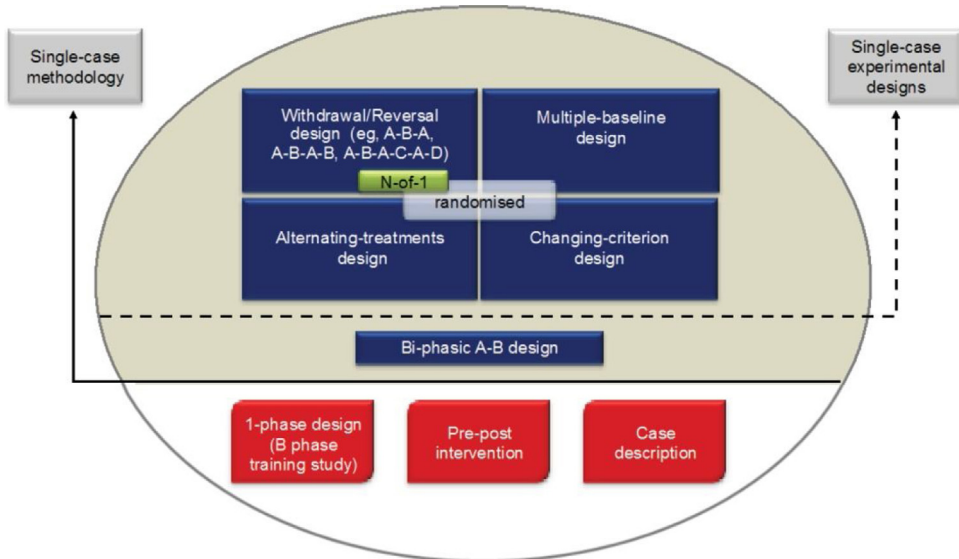 Single-case
methodology
Single-case
experimental
designs
Withdrawal/Reversal
design (eg, A-B-A,
A-B-A-B, A-B-A-C-A-D)
Multiple-baseline
design
N-of-1
randomised
Alternating-treatments
design
Changing-criterion
design
Bi-phasic A-B design
1-phase design
(B phase
training study)
Pre-post
intervention
Case
description